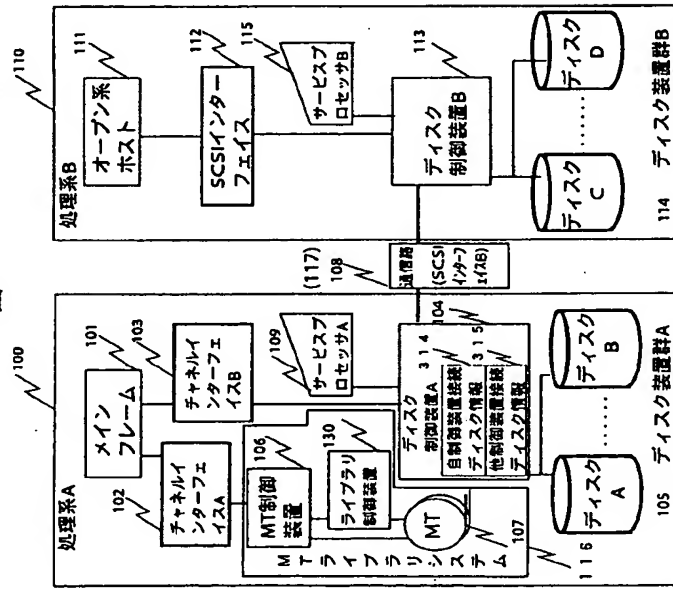 図
100
処理系A
101
メイン
フレーム
102
チャネルイ
ンターフェ
イスA
103
チャネルイ
ンターフェ
イスB
106
MT制御
装置
130
ライブラリ
制御装置
MT
107
MTライブラリシステム
116
109
サービスプ
ロセッサA
104
ディスク
制御装置A
314
自制御装置接続
ディスク情報
315
他制御装置接続
ディスク情報
ディスク
A
......
ディスク
B
105
ディスク装置群A
(117)
108
通信路
(SCSI
インターフ
ェイスB)
110
処理系B
111
オープン系
ホスト
112
SCSIインター
フェイス
115
サービスプ
ロセッサB
113
ディスク
制御装置B
ディスク
C
......
ディスク
D
114
ディスク装置群B